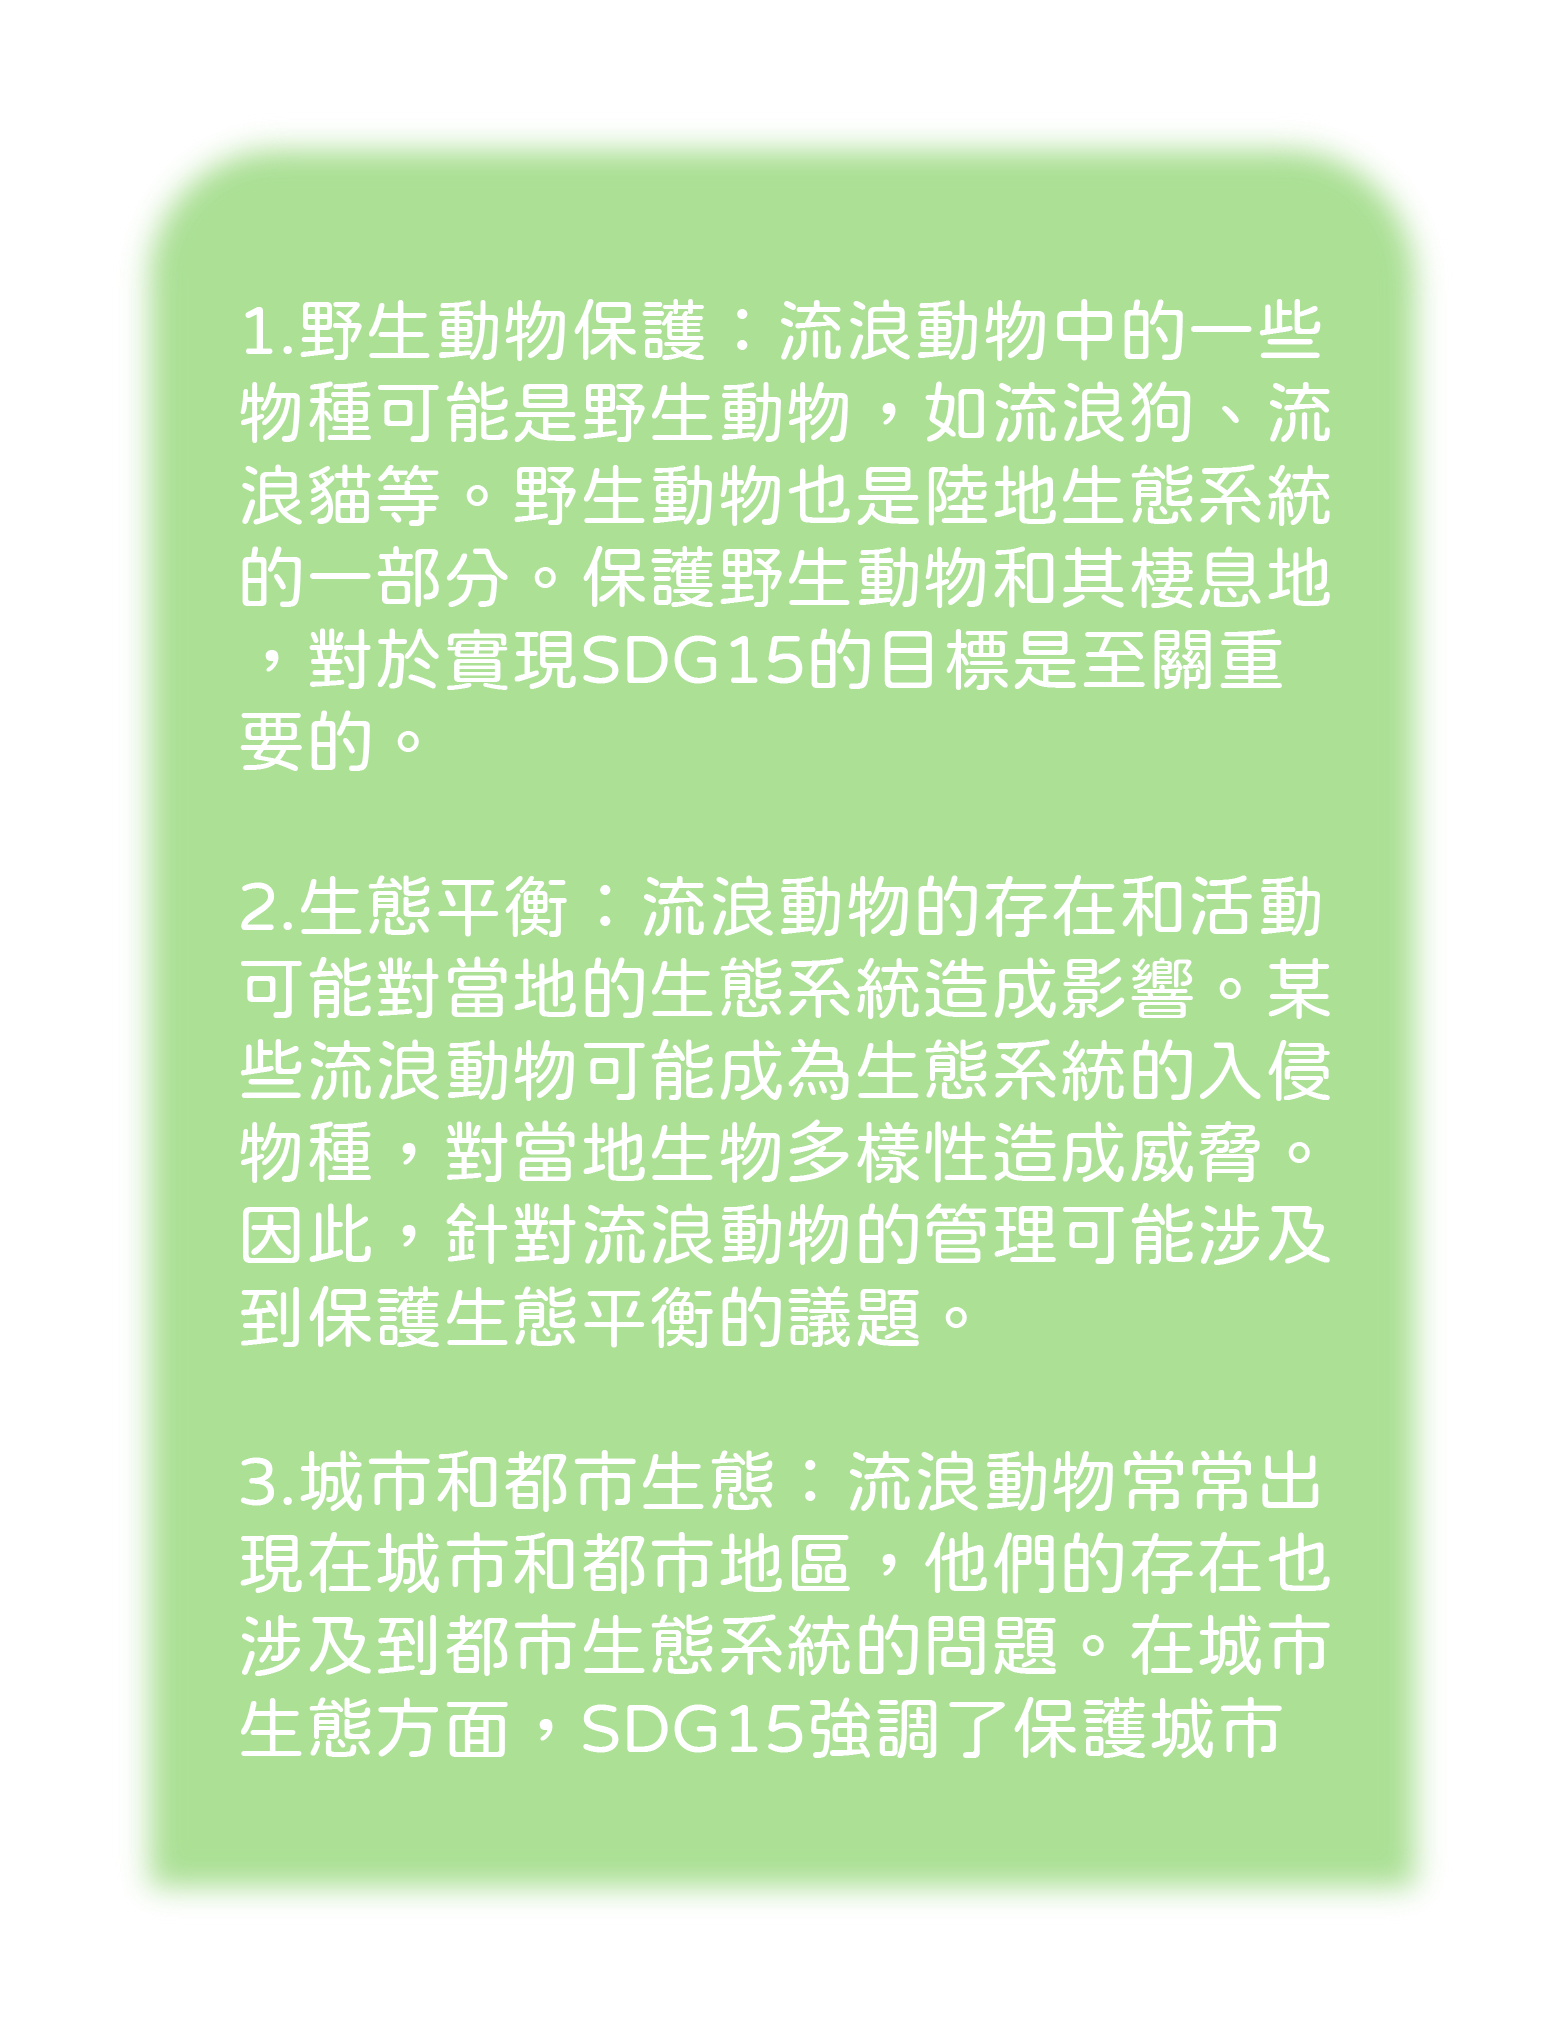 1.野生動物保護：流浪動物中的一些
物種可能是野生動物，如流浪狗、流
浪貓等。野生動物也是陸地生態系統
的一部分。保護野生動物和其棲息地
，對於實現SDG15的目標是至關重
要的。
2.生態平衡：流浪動物的存在和活動
可能對當地的生態系統造成影響。某
些流浪動物可能成為生態系統的入侵
物種，對當地生物多樣性造成威脅。
因此，針對流浪動物的管理可能涉及
到保護生態平衡的議題。
3.城市和都市生態：流浪動物常常出
現在城市和都市地區，他們的存在也
涉及到都市生態系統的問題。在城市
生態方面，SDG15強調了保護城市